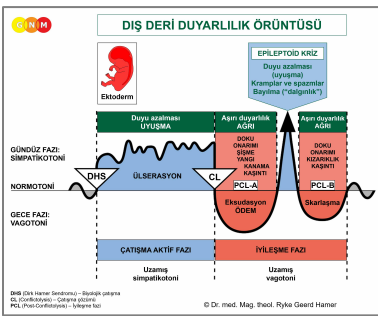 GNM
DIŞ DERİ DUYARLILIK ÖRÜNTÜSÜ
EPİLEPTOİD KRİZ
Duyu azalması
(uyuşma)
Kramplar ve spazmlar
Bayılma ("dalgınlık")
Ektoderm
Duyu azalması
UYUŞMA
Aşırı duyarlılık
AĞRI
Aşırı duyarlılık
AĞRI
DOKU
ONARIMI
ŞİŞME
YANGI
KANAMA
KAŞINTI
DOKU
ONARIMI
KIZARIKLIK
KAŞINTI
GÜNDÜZ FAZI:
SİMPATİKOTONİ
DHS
ÜLSERASYON
CL
PCL-A
PCL-B
NORMOTONİ
Eksudasyon
ÖDEM
Skarlaşma
GECE FAZI:
VAGOTONİ
ÇATIŞMA AKTİF FAZI
İYİLEŞME FAZI
Uzamış
simpatikotoni
Uzamış
vagotoni
DHS (Dirk Hamer Sendromu) – Biyolojik çatışma
CL (Conflictolysis) – Çatışma çözümü
PCL (Post-Conflictolysis) – İyileşme fazı
© Dr. med. Mag. theol. Ryke Geerd Hamer